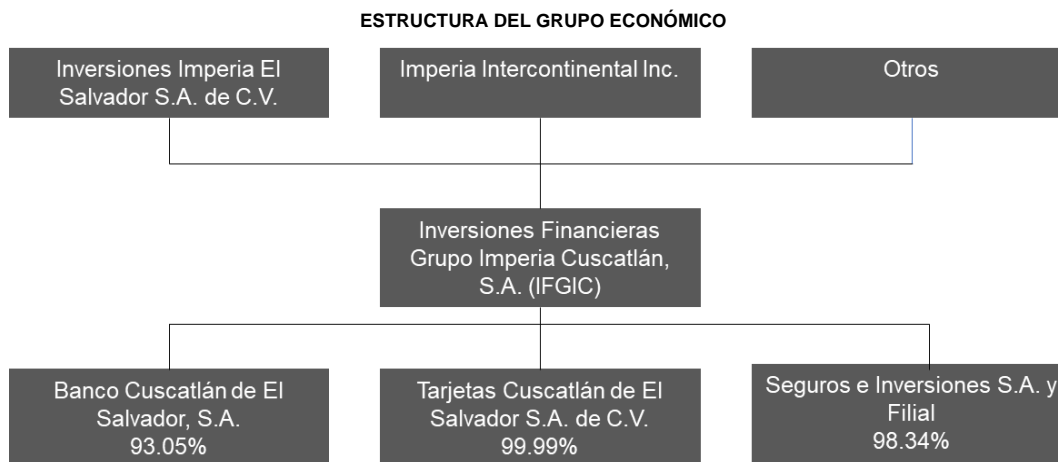 ESTRUCTURA DEL GRUPO ECONÓMICO
Inversiones Imperia El
Salvador S.A. de C.V.
Imperia Intercontinental Inc.
Otros
Inversiones Financieras
Grupo Imperia Cuscatlán,
S.A. (IFGIC)
Banco Cuscatlán de El
Salvador, S.A.
93.05%
Tarjetas Cuscatlán de El
Salvador S.A. de C.V.
99.99%
Seguros e Inversiones S.A. y
Filial
98.34%